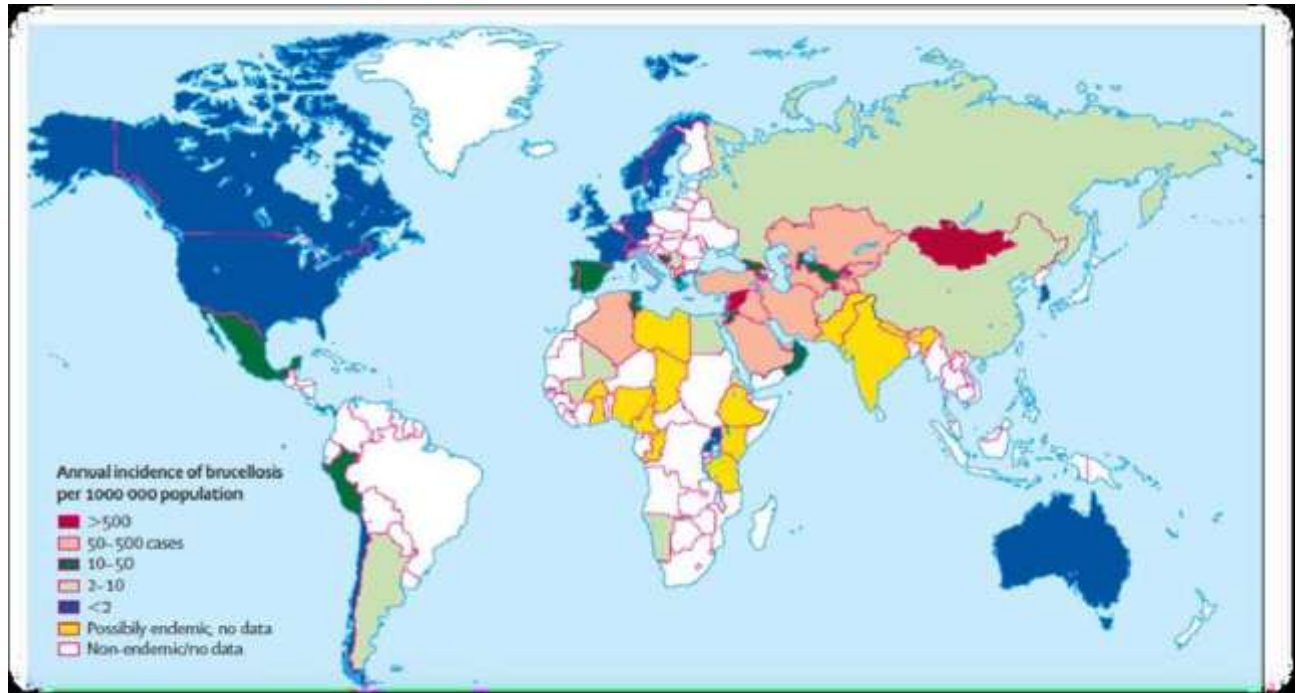 Annual incidence of brucellosis
per 1000 000 population
>500
50–500 cases
10–50
2–10
<2
Possibily endemic, no data
Non-endemic/no data